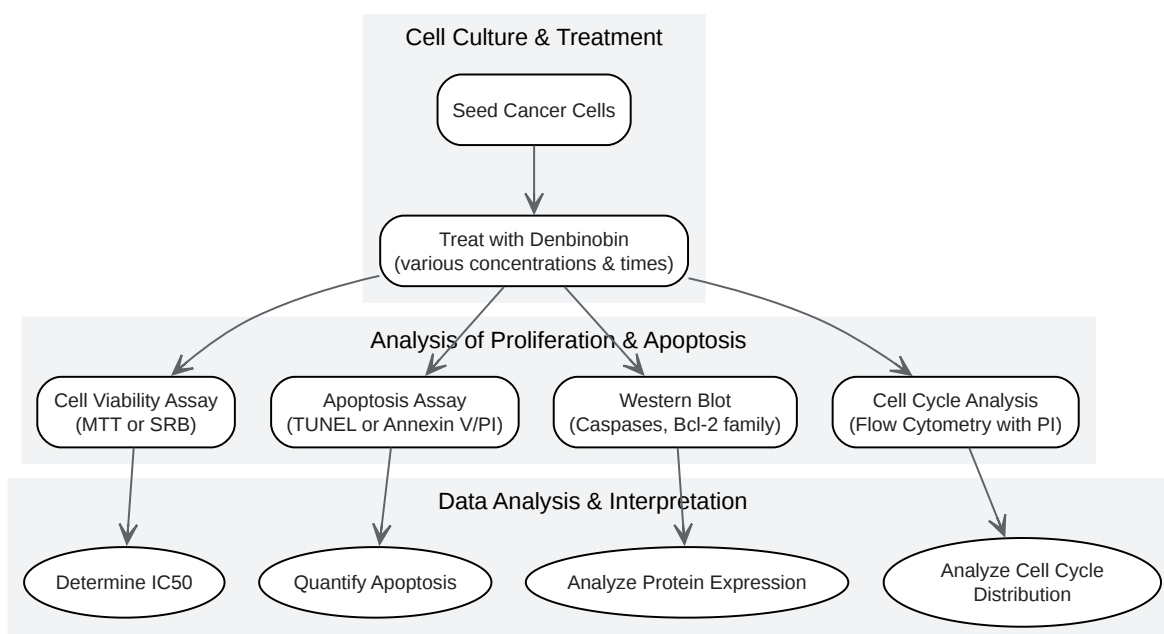 Cell Culture & Treatment
Seed Cancer Cells
Treat with Denbinobin
(various concentrations & times)
Analysis of Proliferation & Apoptosis
Cell Viability Assay
(MTT or SRB)
Apoptosis Assay
(TUNEL or Annexin V/PI)
Western Blot
(Caspases, Bcl-2 family)
Cell Cycle Analysis
(Flow Cytometry with PI)
Data Analysis & Interpretation
Determine IC50
Quantify Apoptosis
Analyze Protein Expression
Analyze Cell Cycle
Distribution